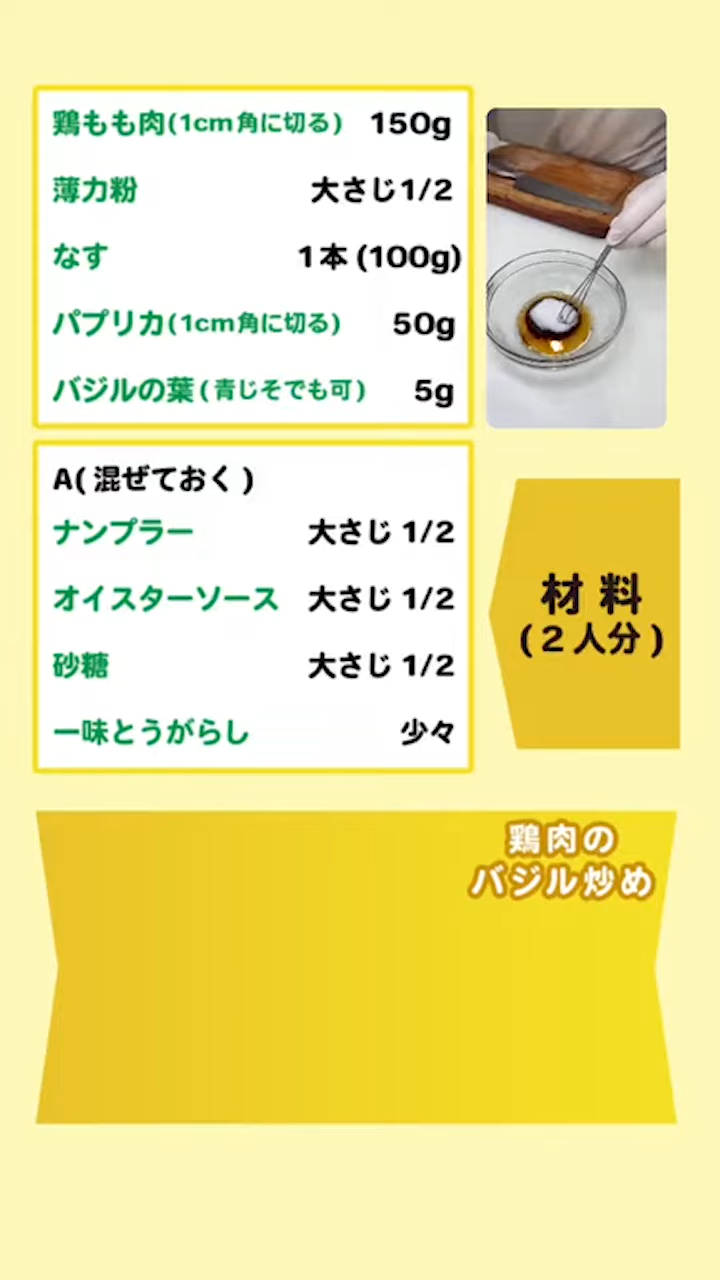 鶏もも肉(1cm角に切る) 150g
薄力粉 大さじ1/2
なす 1本(100g)
パプリカ(1cm角に切る) 50g
バジルの葉(青じそでも可) 5g
A(混ぜておく)
ナンプラー 大さじ 1/2
オイスターソース 大さじ 1/2
砂糖 大さじ 1/2
一味とうがらし 少々
材料
(2人分)
鶏肉の
バジル炒め